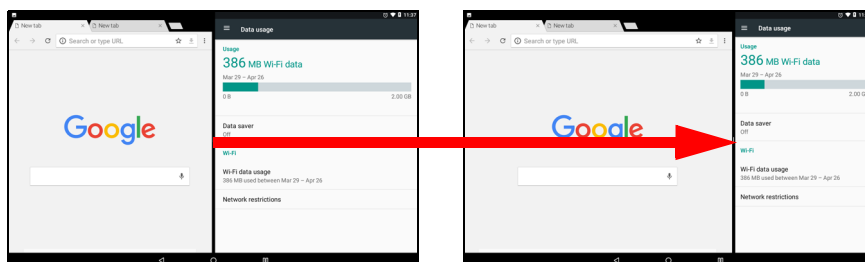 New tab
New tab
11:37
Data usage
Search or type URL
Usage
386 MB Wi-Fi data
Mar 29 – Apr 26
0 B
2.00 GB
Google
Data saver
Off
Wi-Fi
Wi-Fi data usage
386 MB used between Mar 29 – Apr 26
Network restrictions
New tab
New tab
Data usage
Search or type URL
Usage
386 MB Wi-Fi data
Mar 29 – Apr 26
0 B
2.00 G
Google
Data saver
Off
Wi-Fi
Wi-Fi data usage
386 MB used between Mar 29 – Apr 26
Network restrictions